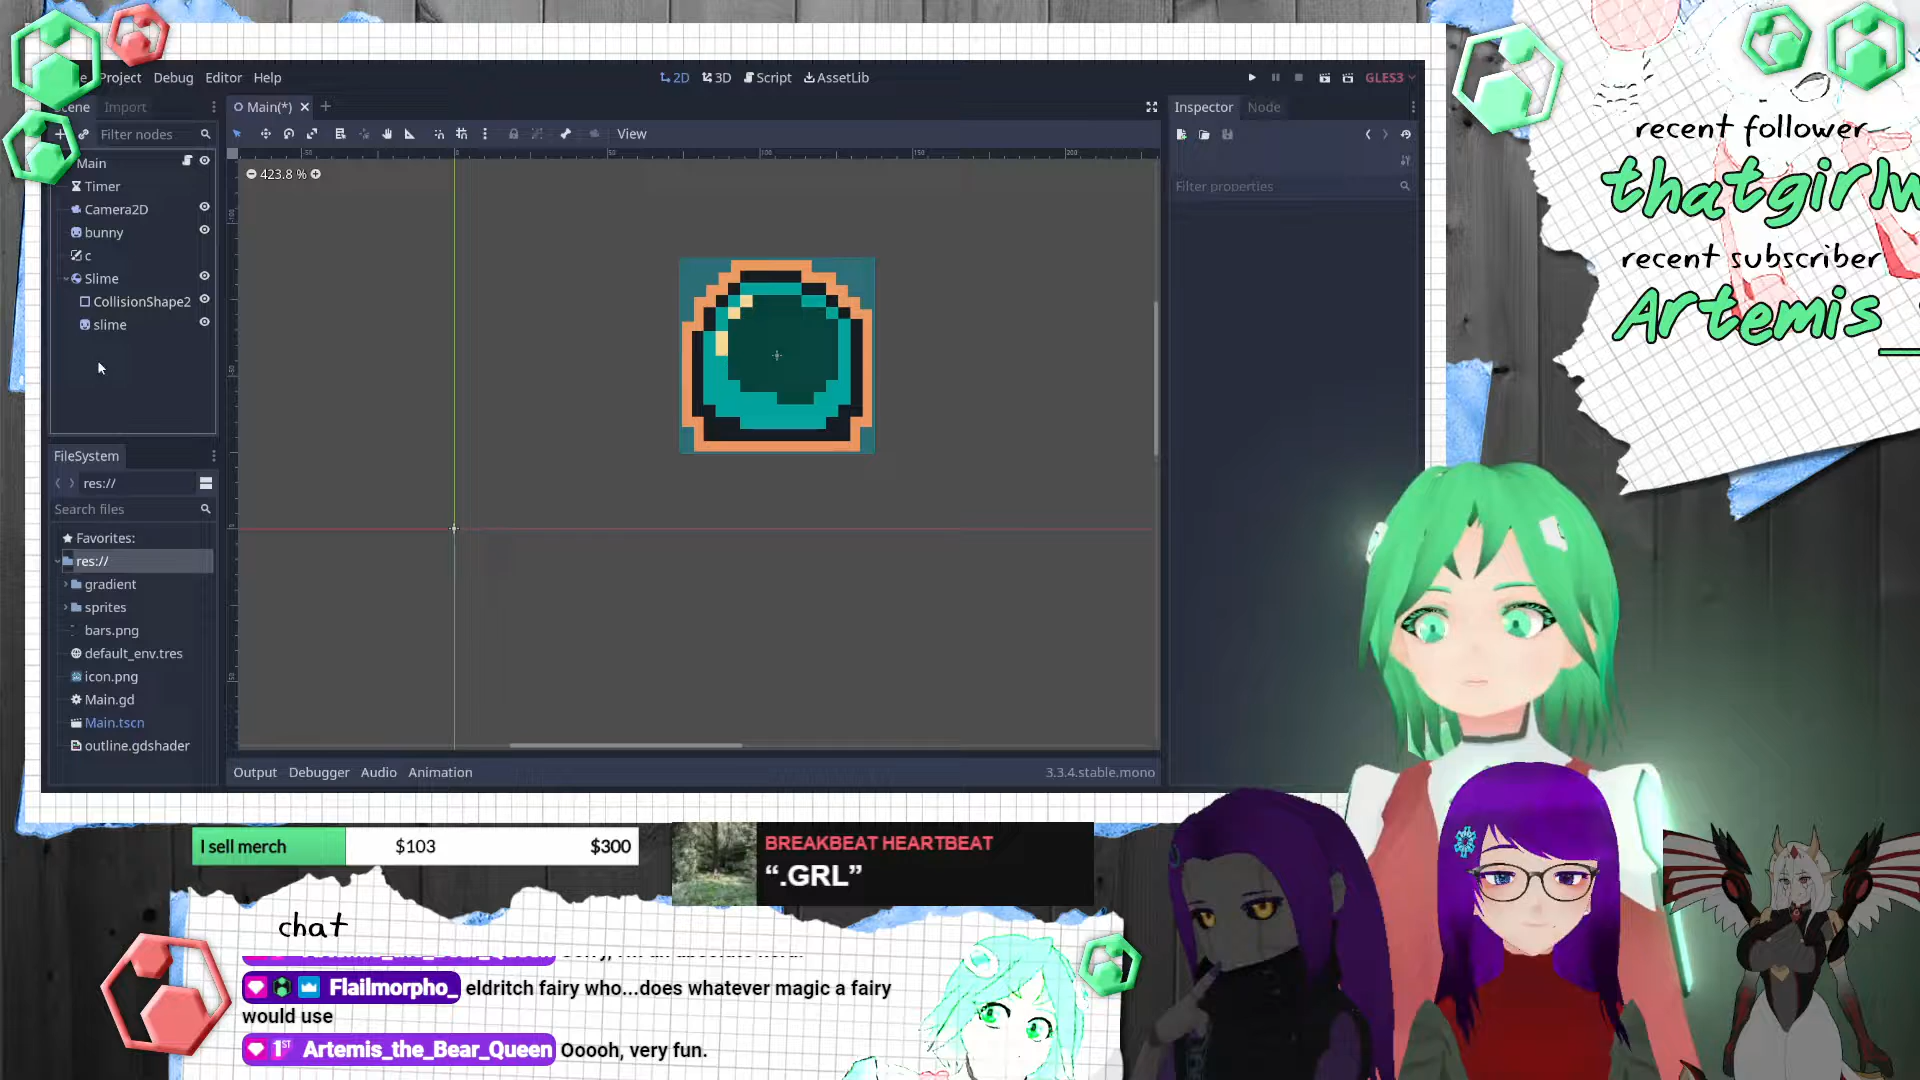 Project Debug Editor Help
2D 3D Script AssetLib
GLES3
Scene Import
Main(*)
Inspector Node
Filter nodes
View
Main
423.8 %
Filter properties
Timer
Camera2D
bunny
c
Slime
CollisionShape2
slime
FileSystem
res://
Search files
Favorites:
res://
gradient
sprites
bars.png
default_env.tres
icon.png
Main.gd
Main.tscn
outline.gdshader
Output Debugger Audio Animation
3.3.4.stable.mono
recent follower
thatgirlw
recent subscriber
Artemis_
I sell merch $103 $300
BREAKBEAT HEARTBEAT
“.GRL”
chat
Flailmorpho_ eldritch fairy who...does whatever magic a fairy
would use
1ST Artemis_the_Bear_Queen Ooooh, very fun.